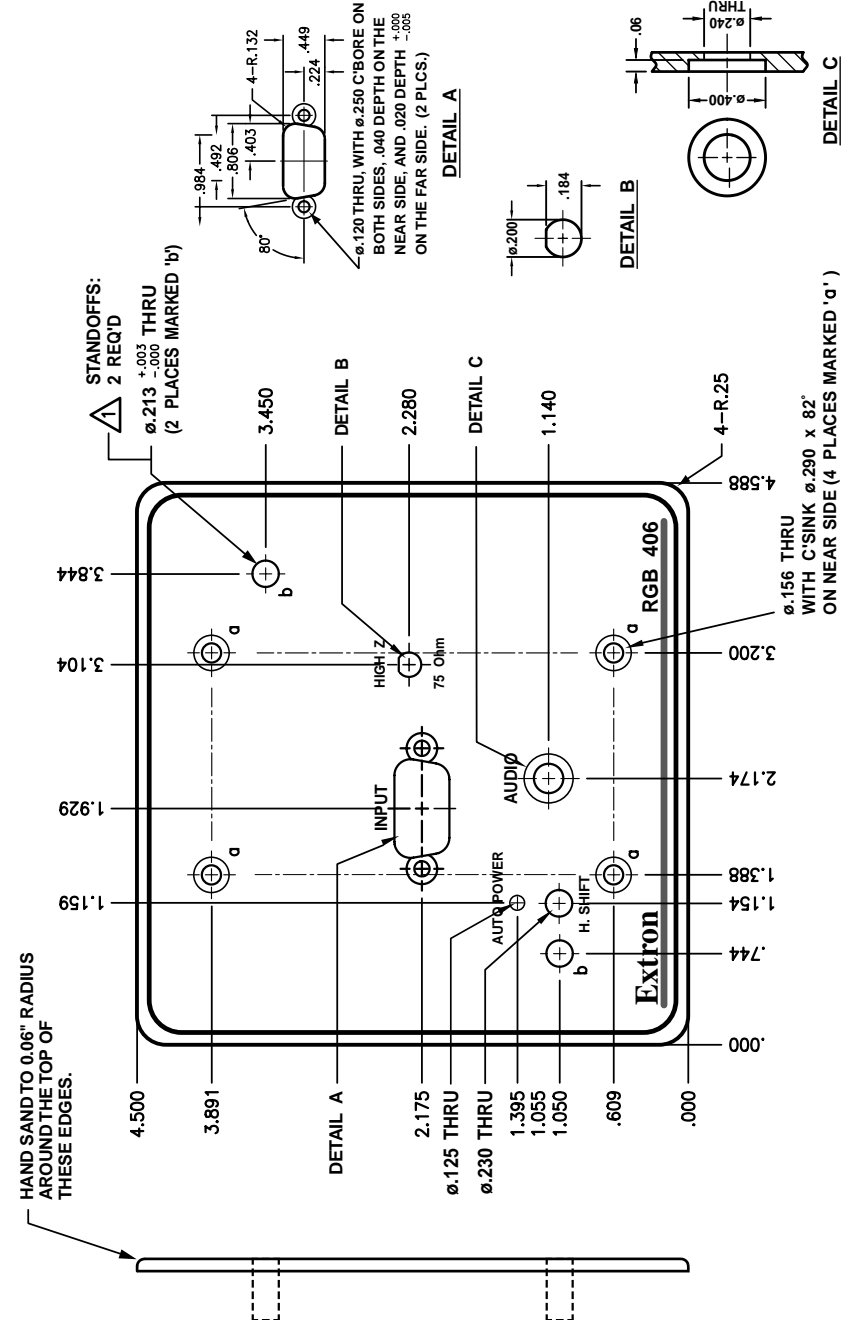 HAND SAND TO 0.06" RADIUS
AROUND THE TOP OF
THESE EDGES.
4.500
3.891
DETAIL A
2.175
ø.125 THRU
ø.230 THRU
1.395
1.055
1.050
.609
.000
1.159
1.929
3.104
3.844
.000
.744
1.154
1.388
2.174
3.200
4.588
a
a
a
a
b
b
INPUT
HIGH Z
75 Ohm
AUDIO
AUTO POWER
H. SHIFT
Extron
RGB 406
1
STANDOFFS:
2 REQ'D
ø.213 +.003 -.000 THRU
(2 PLACES MARKED 'b')
3.450
DETAIL B
2.280
DETAIL C
1.140
4-R.25
ø.156 THRU
WITH C'SINK ø.290 x 82°
ON NEAR SIDE (4 PLACES MARKED 'a' )
.984
.492
.806
.403
4-R.132
.449
.224
80°
ø.120 THRU, WITH ø.250 C'BORE ON
BOTH SIDES, .040 DEPTH ON THE
NEAR SIDE, AND .020 DEPTH +.000 -.005
ON THE FAR SIDE. (2 PLCS.)
DETAIL A
ø.200
.184
DETAIL B
.06
ø.240
THRU
ø.400
DETAIL C